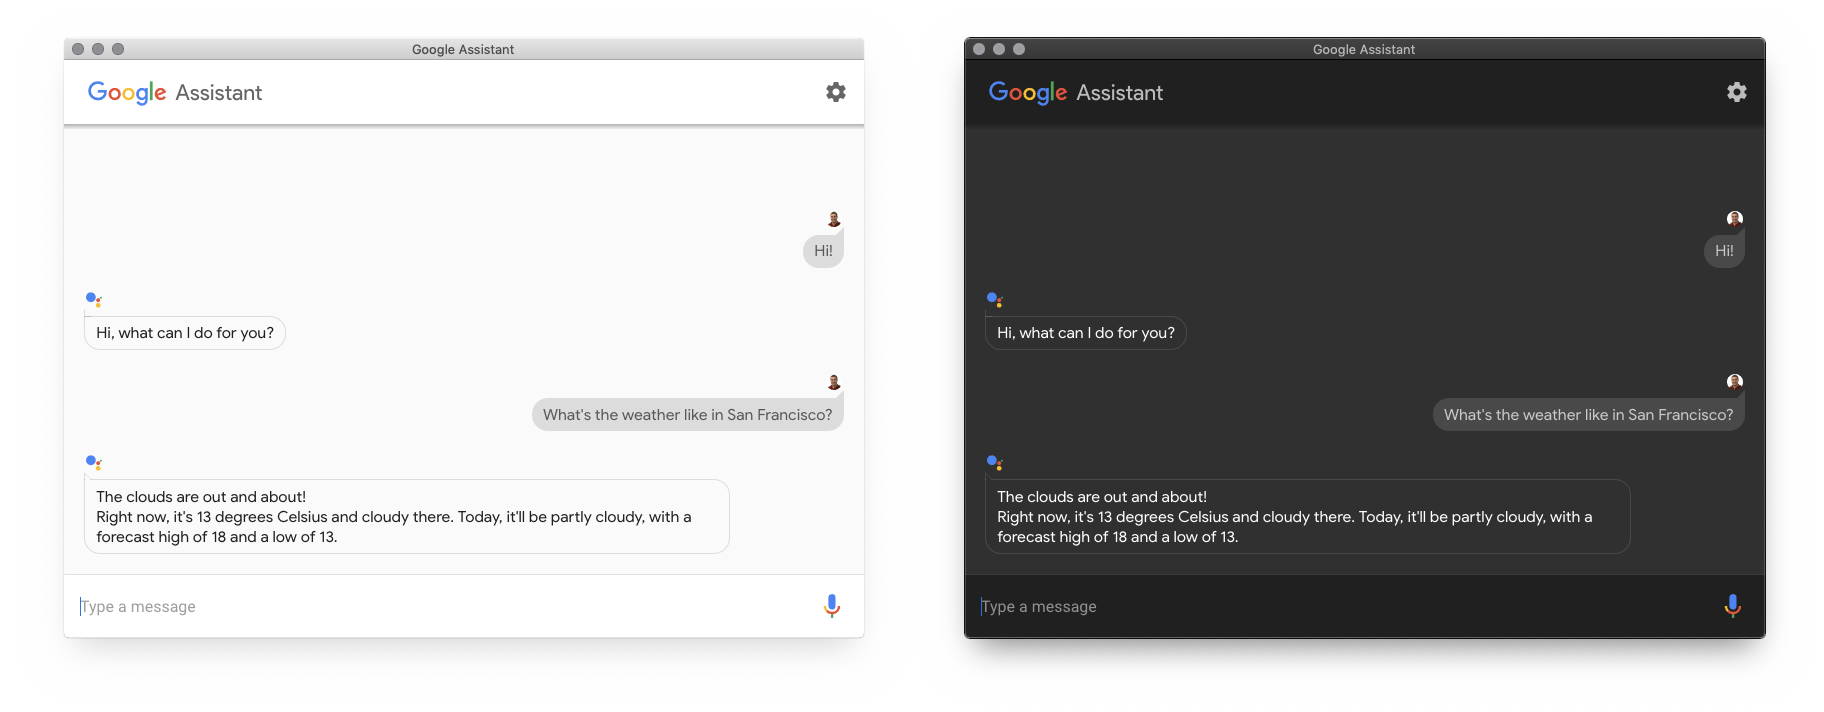 Google Assistant
Google Assistant
Hi!
Hi, what can I do for you?
What's the weather like in San Francisco?
The clouds are out and about!
Right now, it's 13 degrees Celsius and cloudy there. Today, it'll be partly cloudy, with a
forecast high of 18 and a low of 13.
Type a message
Google Assistant
Google Assistant
Hi!
Hi, what can I do for you?
What's the weather like in San Francisco?
The clouds are out and about!
Right now, it's 13 degrees Celsius and cloudy there. Today, it'll be partly cloudy, with a
forecast high of 18 and a low of 13.
Type a message